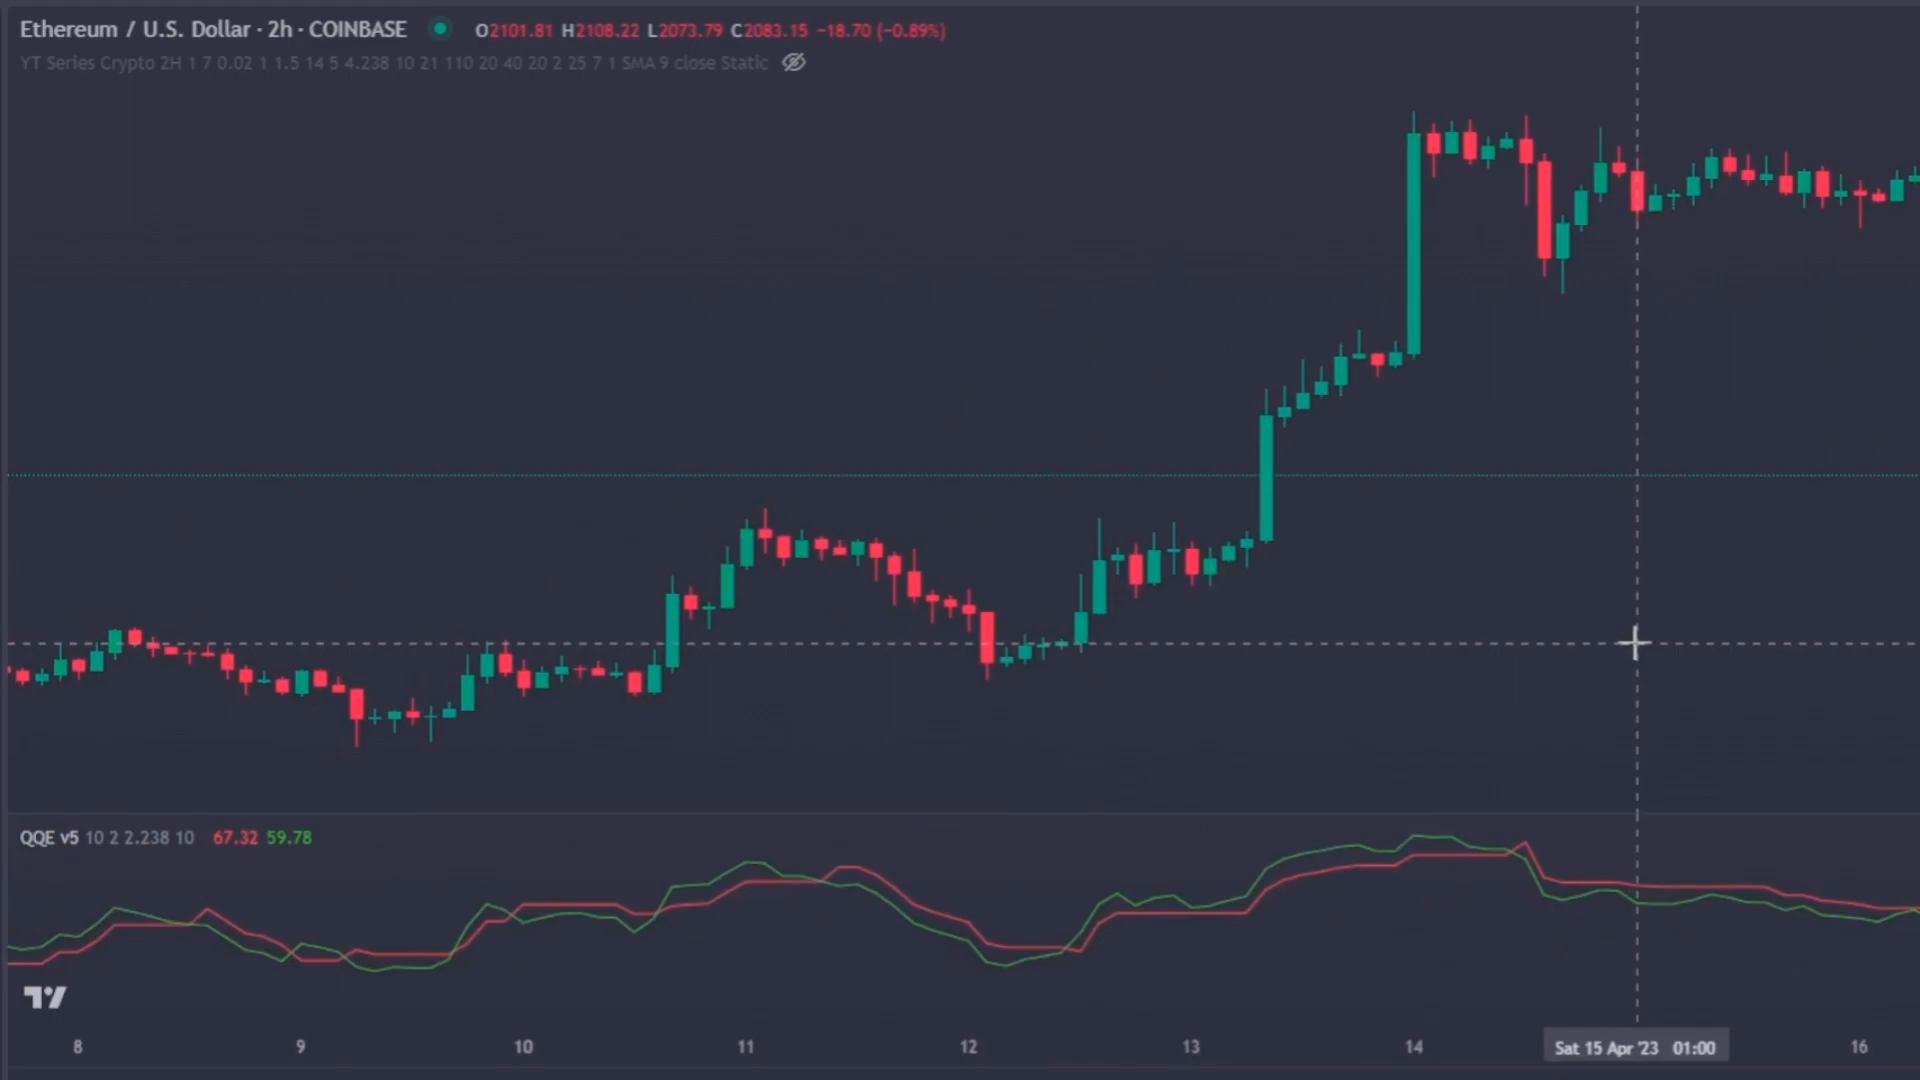 Ethereum / U.S. Dollar · 2h · COINBASE O2101.81 H2108.22 L2073.79 C2083.15 −18.70 (−0.89%)
YT Series Crypto 2H 1 7 0.02 1 1.5 14 5 4.238 10 21 110 20 40 20 2 25 7 1 SMA 9 close Static
QQE v5 10 2 2.238 10 67.32 59.78
8 9 10 11 12 13 14 Sat 15 Apr '23 01:00 16